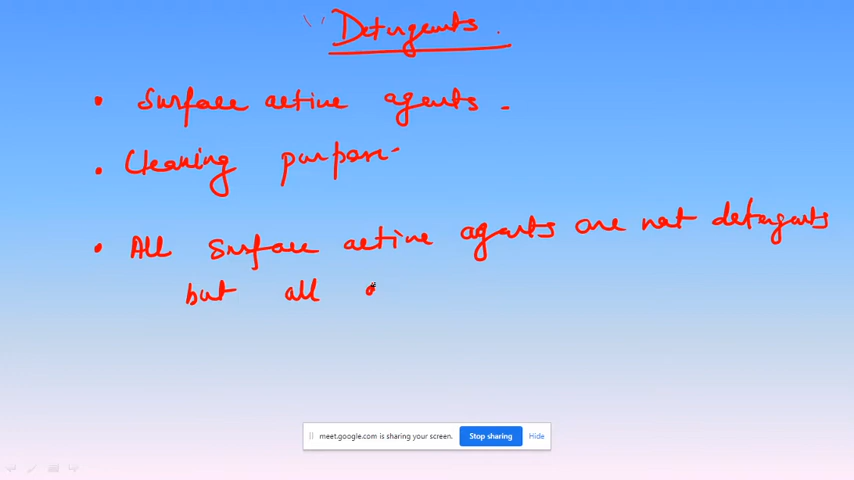 " Detergents .
• Surface active agents .
• Cleaning purpose
• All surface active agents are not detergents
but all
meet.google.com is sharing your screen. Stop sharing Hide